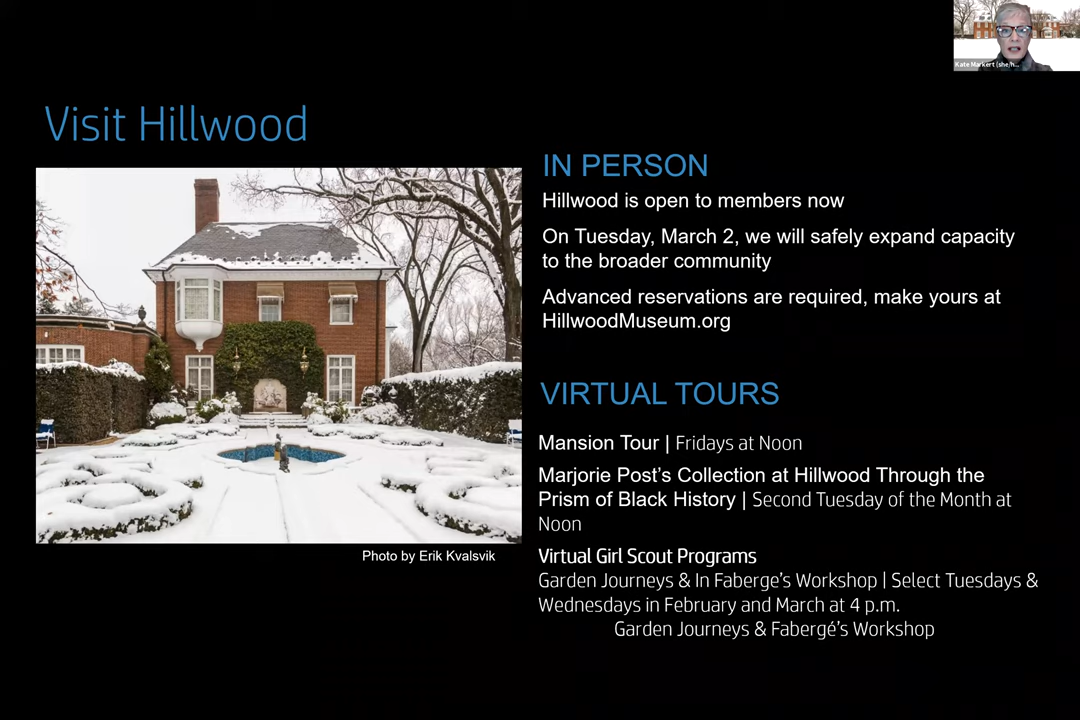 Kate Markert (she/h...
Visit Hillwood
IN PERSON
Hillwood is open to members now
On Tuesday, March 2, we will safely expand capacity
to the broader community
Advanced reservations are required, make yours at
HillwoodMuseum.org
VIRTUAL TOURS
Mansion Tour | Fridays at Noon
Marjorie Post’s Collection at Hillwood Through the
Prism of Black History | Second Tuesday of the Month at
Noon
Virtual Girl Scout Programs
Garden Journeys & In Faberge’s Workshop | Select Tuesdays &
Wednesdays in February and March at 4 p.m.
Garden Journeys & Fabergé’s Workshop
Photo by Erik Kvalsvik